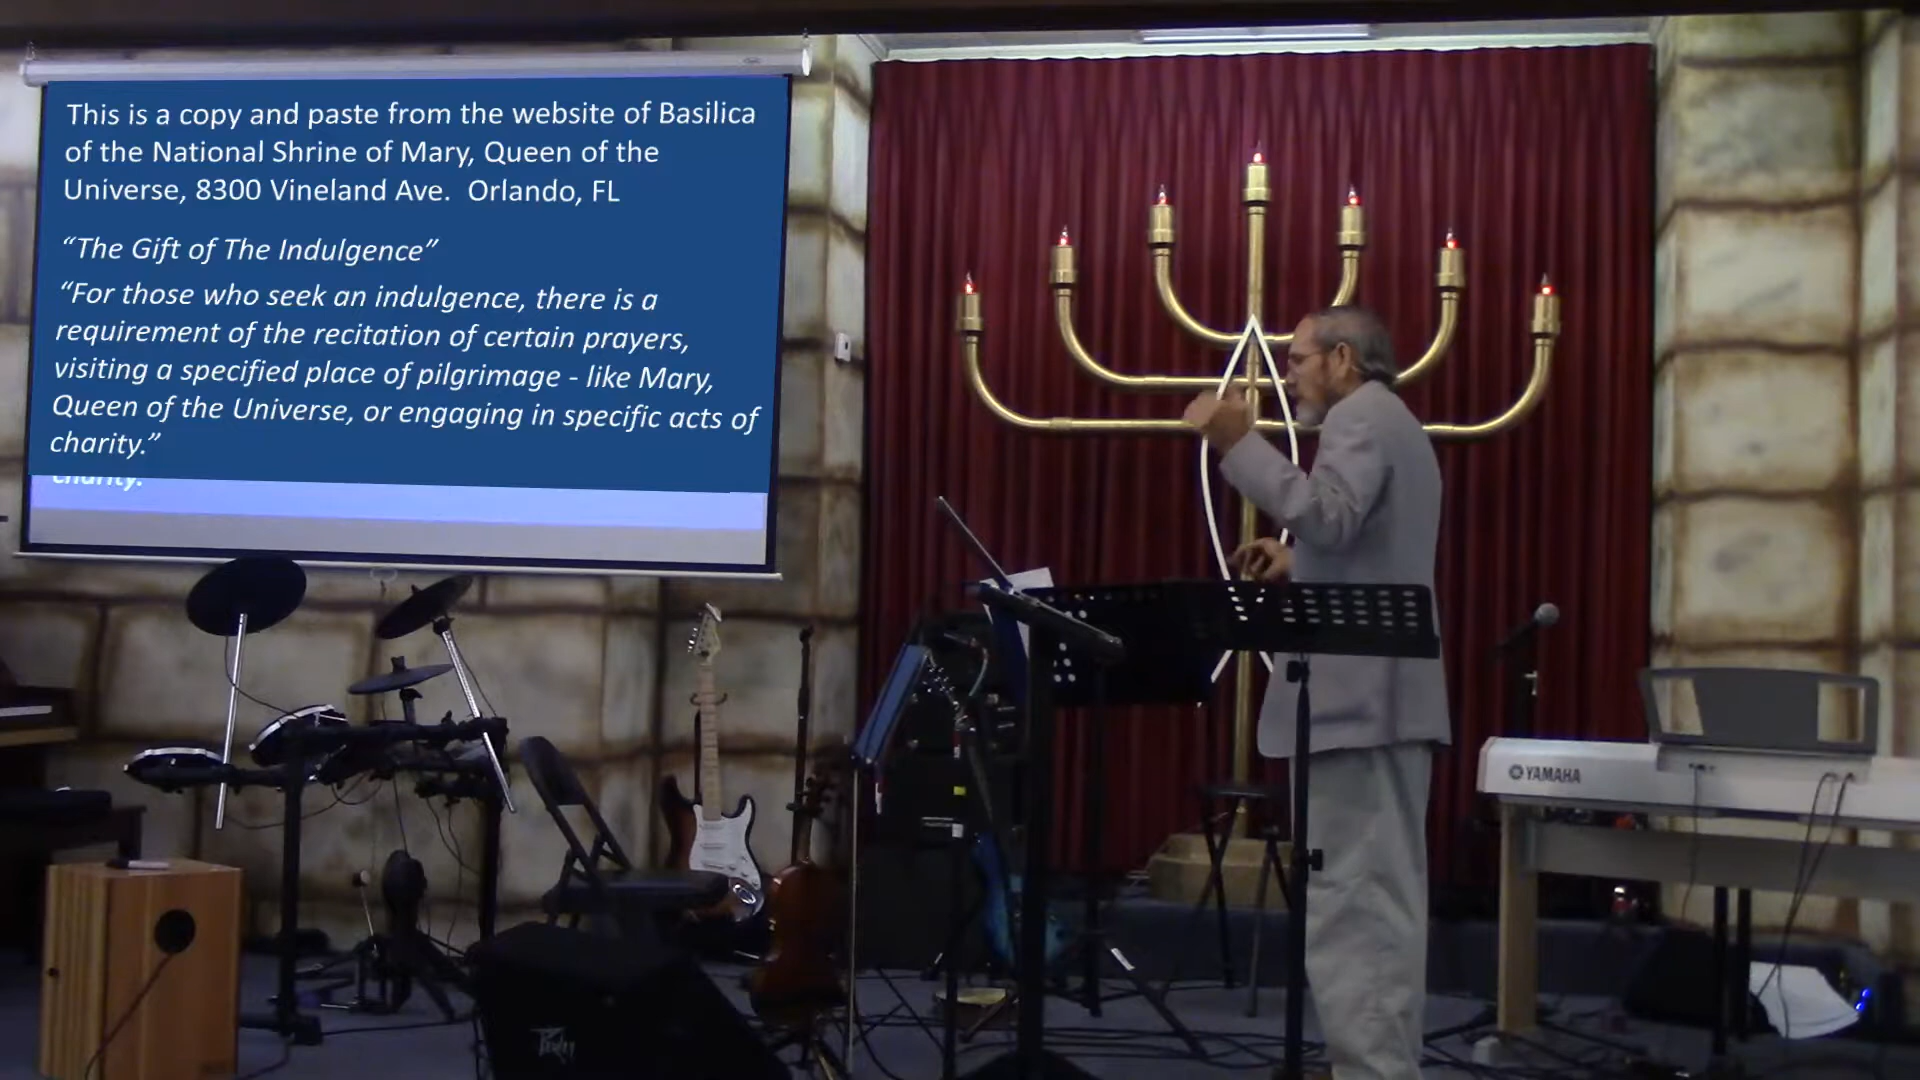 This is a copy and paste from the website of Basilica
of the National Shrine of Mary, Queen of the
Universe, 8300 Vineland Ave.  Orlando, FL
“The Gift of The Indulgence”
“For those who seek an indulgence, there is a
requirement of the recitation of certain prayers,
visiting a specified place of pilgrimage - like Mary,
Queen of the Universe, or engaging in specific acts of
charity.”
charity.
YAMAHA
Peavey